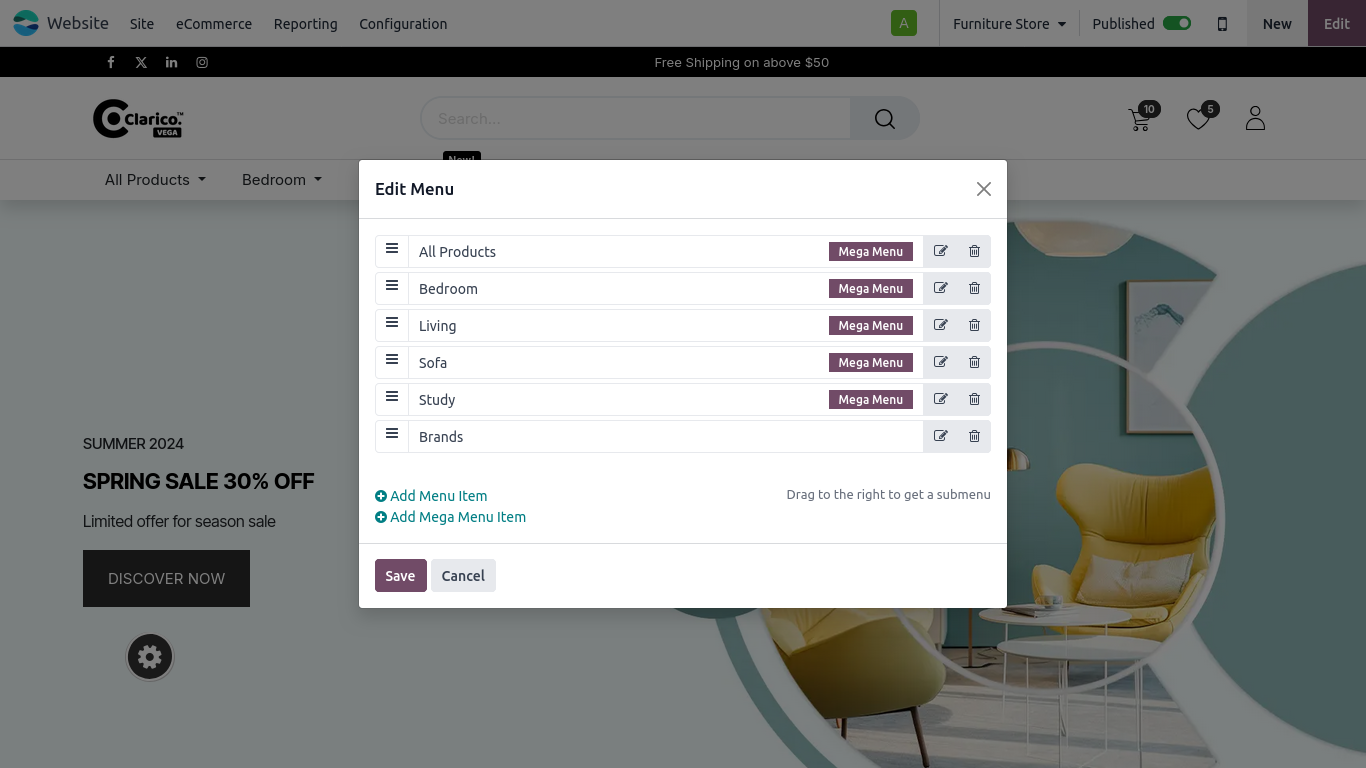 Website Site eCommerce Reporting Configuration A Furniture Store Published New Edit
Free Shipping on above $50
Clarico.™ VEGA
Search...
10
5
New!
All Products Bedroom
Edit Menu
All Products Mega Menu
Bedroom Mega Menu
Living Mega Menu
Sofa Mega Menu
Study Mega Menu
Brands
Add Menu Item
Drag to the right to get a submenu
Add Mega Menu Item
Save Cancel
SUMMER 2024
SPRING SALE 30% OFF
Limited offer for season sale
DISCOVER NOW